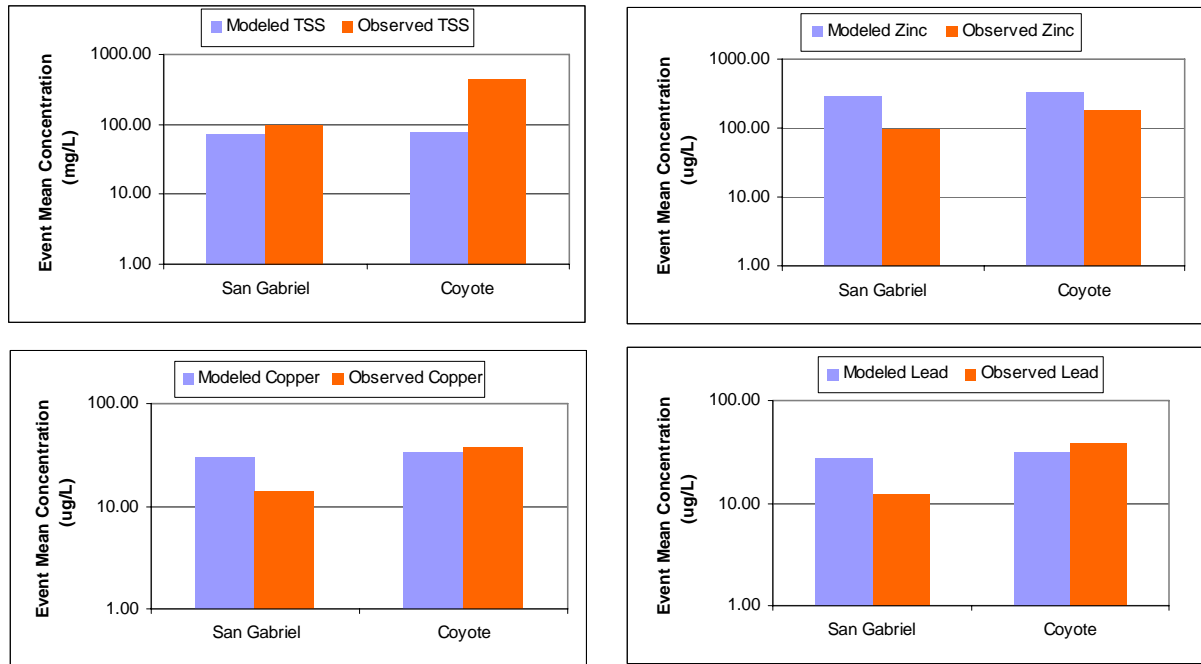 Modeled TSS Observed TSS
1000.00
100.00
10.00
1.00
Event Mean Concentration
(mg/L)
San Gabriel Coyote
Modeled Zinc Observed Zinc
1000.00
100.00
10.00
1.00
Event Mean Concentration
(ug/L)
San Gabriel Coyote
Modeled Copper Observed Copper
100.00
10.00
1.00
Event Mean Concentration
(ug/L)
San Gabriel Coyote
Modeled Lead Observed Lead
100.00
10.00
1.00
Event Mean Concentration
(ug/L)
San Gabriel Coyote